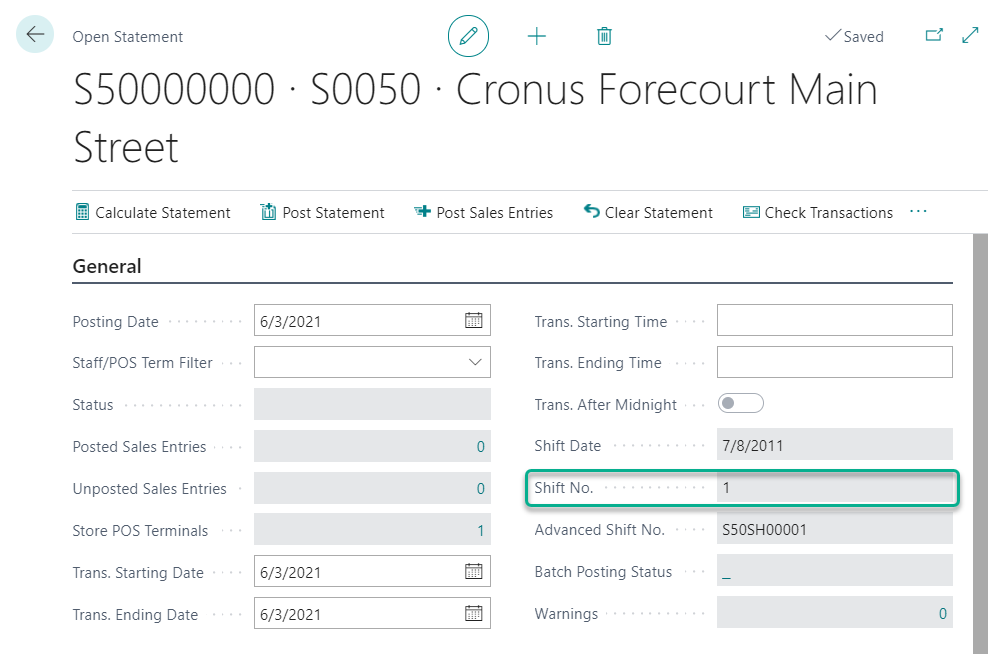 Open Statement
Saved
S50000000 · S0050 · Cronus Forecourt Main
Street
Calculate Statement
Post Statement
Post Sales Entries
Clear Statement
Check Transactions
General
Posting Date
6/3/2021
Staff/POS Term Filter
Status
Posted Sales Entries
0
Unposted Sales Entries
0
Store POS Terminals
1
Trans. Starting Date
6/3/2021
Trans. Ending Date
6/3/2021
Trans. Starting Time
Trans. Ending Time
Trans. After Midnight
Shift Date
7/8/2011
Shift No.
1
Advanced Shift No.
S50SH00001
Batch Posting Status
_
Warnings
0